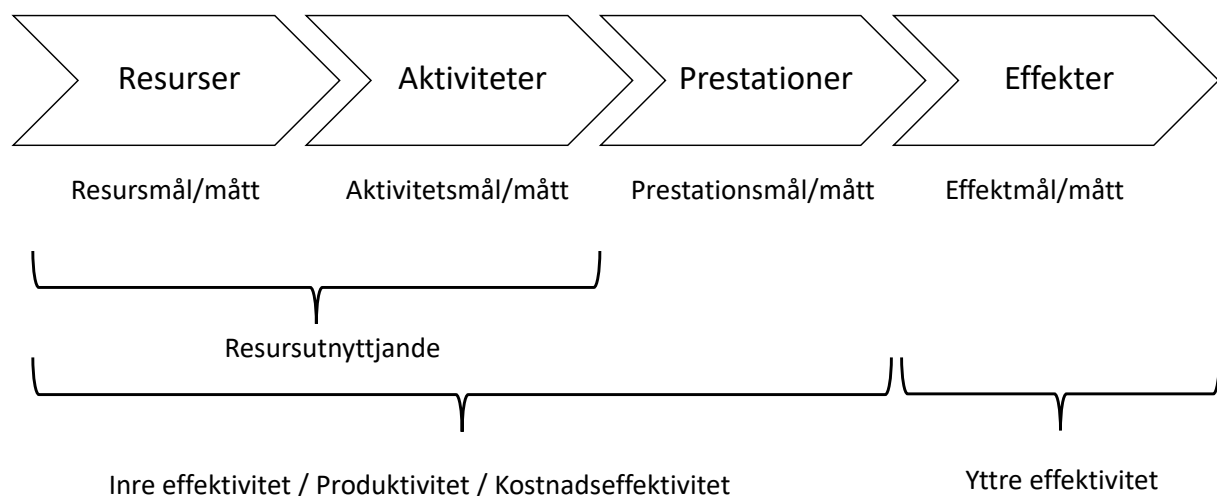 Resurser
Aktiviteter
Prestationer
Effekter
Resursmål/mått
Aktivitetsmål/mått
Prestationsmål/mått
Effektmål/mått
Resursutnyttjande
Inre effektivitet / Produktivitet / Kostnadseffektivitet
Yttre effektivitet